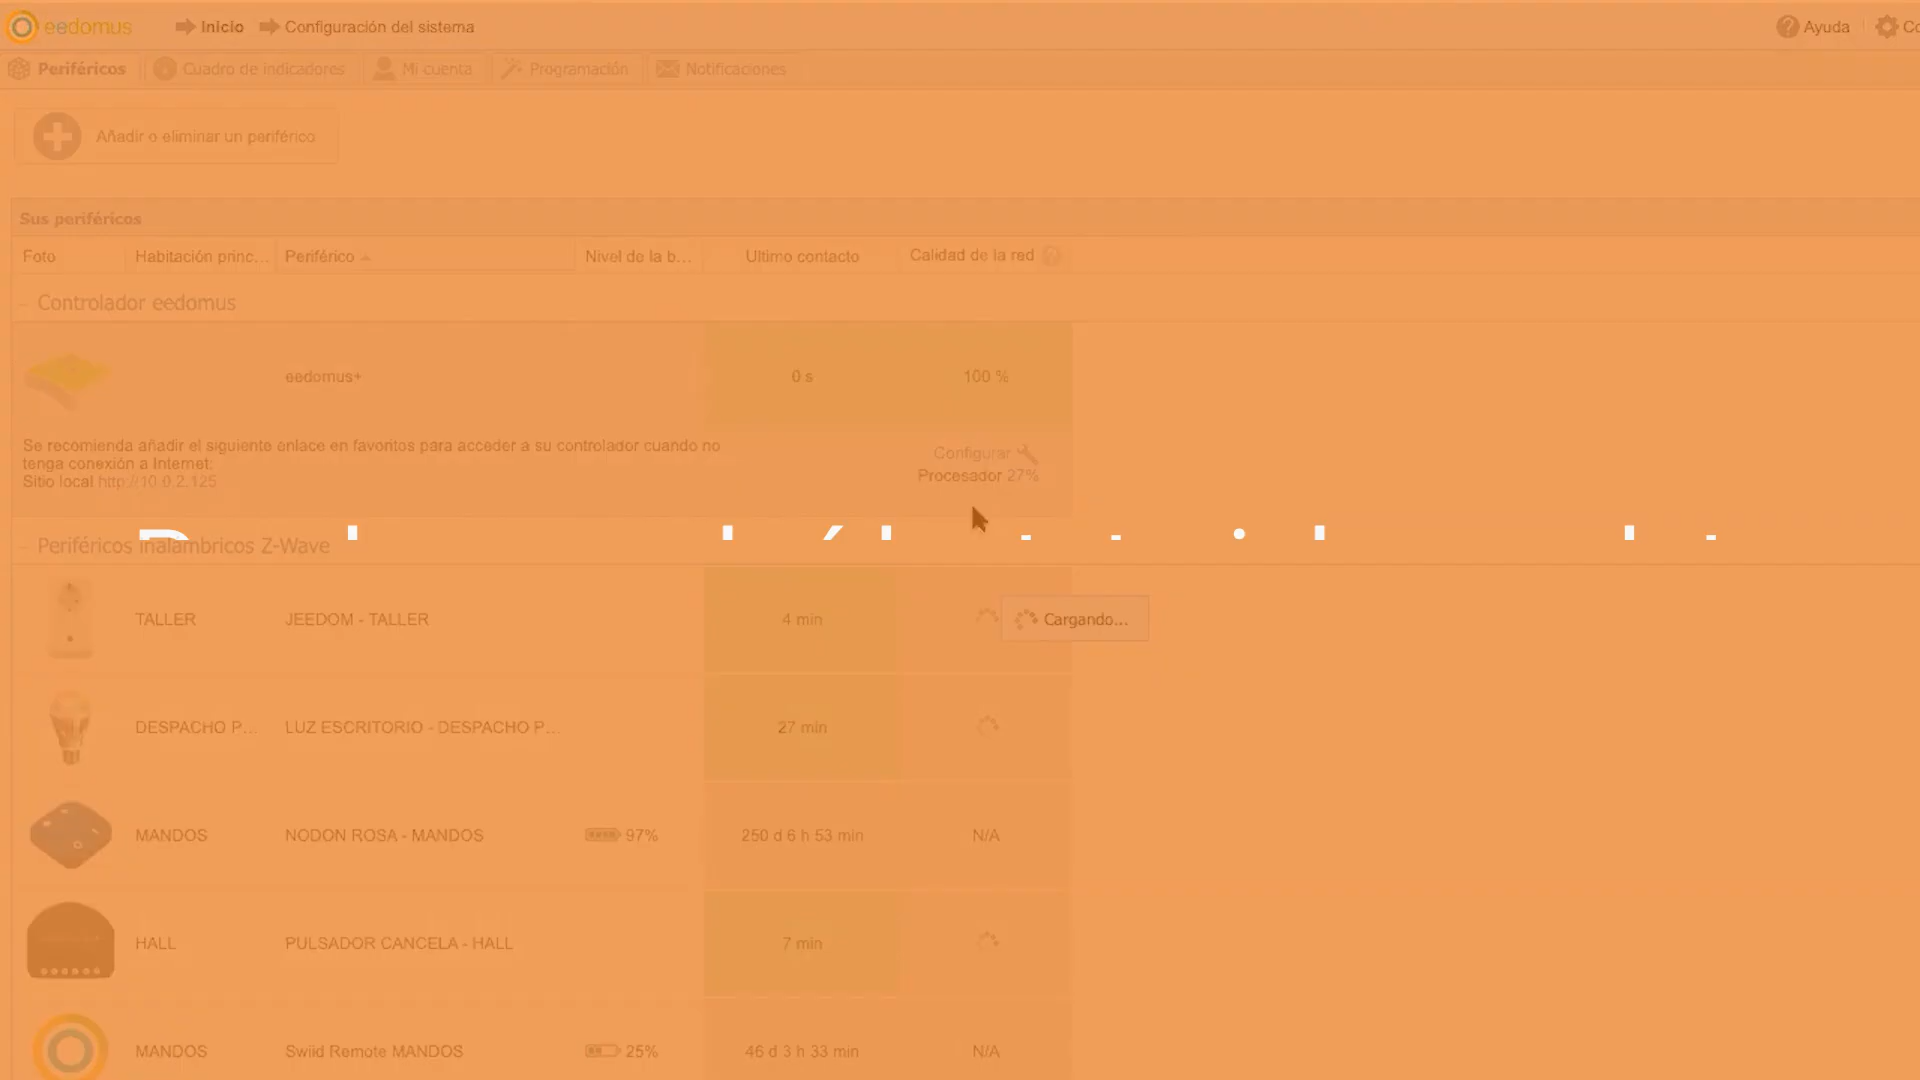 eedomus
Inicio
Configuración del sistema
Ayuda
Periféricos
Cuadro de indicadores
Mi cuenta
Programación
Notificaciones
Añadir o eliminar un periférico
Sus periféricos
Foto
Habitación princ...
Periférico
Nivel de la b...
Ultimo contacto
Calidad de la red
Controlador eedomus
eedomus+
0 s
100 %
Se recomienda añadir el siguiente enlace en favoritos para acceder a su controlador cuando no
tenga conexión a Internet:
Sitio local http://10.0.2.125
Configurar
Procesador 27%
Periféricos inalámbricos Z-Wave
TALLER
JEEDOM - TALLER
4 min
Cargando...
DESPACHO P...
LUZ ESCRITORIO - DESPACHO P...
27 min
MANDOS
NODON ROSA - MANDOS
97%
250 d 6 h 53 min
N/A
HALL
PULSADOR CANCELA - HALL
7 min
MANDOS
Swiid Remote MANDOS
25%
46 d 3 h 33 min
N/A